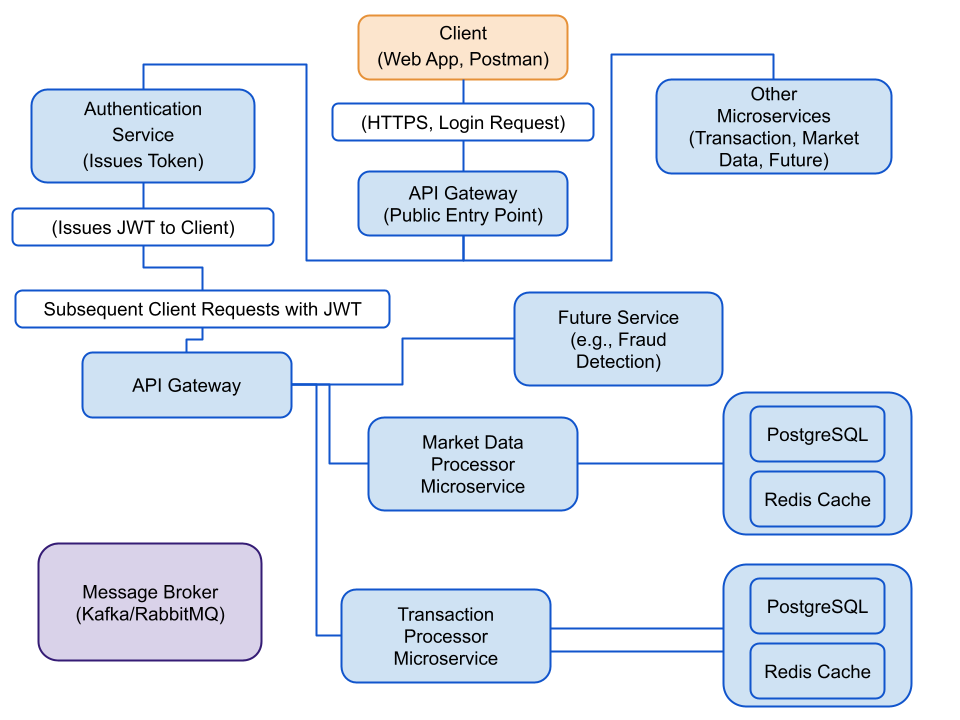 Client
(Web App, Postman)
Authentication
Service
(Issues Token)
(HTTPS, Login Request)
Other
Microservices
(Transaction, Market
Data, Future)
API Gateway
(Public Entry Point)
(Issues JWT to Client)
Subsequent Client Requests with JWT
Future Service
(e.g., Fraud
Detection)
API Gateway
Market Data
Processor
Microservice
PostgreSQL
Redis Cache
Message Broker
(Kafka/RabbitMQ)
Transaction
Processor
Microservice
PostgreSQL
Redis Cache